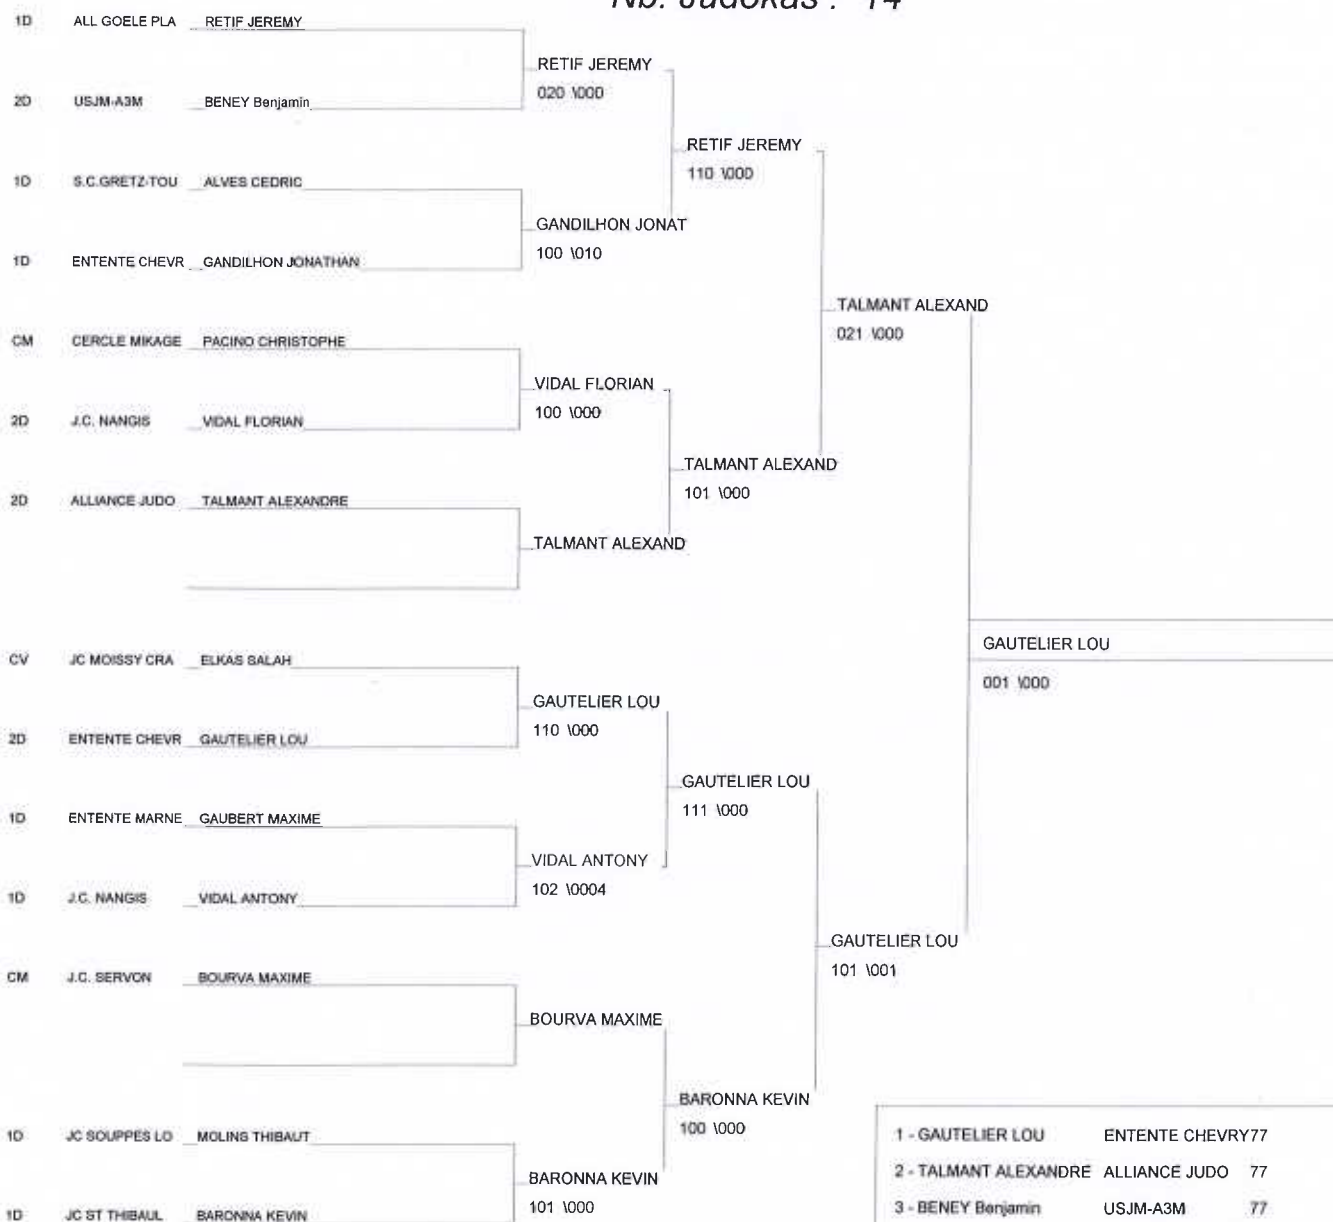 Nb. Judokas : 14
1D ALL GOELE PLA RETIF JEREMY
RETIF JEREMY
020 \000
2D USJM-A3M BENEY Benjamin
RETIF JEREMY
110 \000
1D S.C.GRETZ-TOU ALVES CEDRIC
GANDILHON JONAT
100 \010
1D ENTENTE CHEVR GANDILHON JONATHAN
TALMANT ALEXAND
021 \000
CM CERCLE MIKAGE PACINO CHRISTOPHE
VIDAL FLORIAN
100 \000
2D J.C. NANGIS VIDAL FLORIAN
TALMANT ALEXAND
101 \000
2D ALLIANCE JUDO TALMANT ALEXANDRE
TALMANT ALEXAND
GAUTELIER LOU
001 \000
CV JC MOISSY CRA ELKAS SALAH
GAUTELIER LOU
110 \000
2D ENTENTE CHEVR GAUTELIER LOU
GAUTELIER LOU
111 \000
1D ENTENTE MARNE GAUBERT MAXIME
VIDAL ANTONY
102 \0004
1D J.C. NANGIS VIDAL ANTONY
GAUTELIER LOU
101 \001
CM J.C. SERVON BOURVA MAXIME
BOURVA MAXIME
BARONNA KEVIN
100 \000
1D JC SOUPPES LO MOLINS THIBAUT
BARONNA KEVIN
101 \000
1D JC ST THIBAUL BARONNA KEVIN
1 - GAUTELIER LOU ENTENTE CHEVRY77
2 - TALMANT ALEXANDRE ALLIANCE JUDO 77
3 - BENEY Benjamin USJM-A3M 77